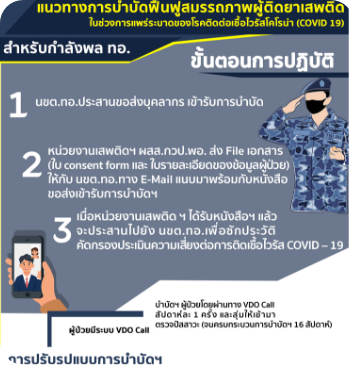 แนวทางการบำบัดฟื้นฟูสมรรถภาพผู้ติดยาเสพติด
ในช่วงการแพร่ระบาดของโรคติดต่อเชื้อไวรัสโคโรน่า (COVID 19)
สำหรับกำลังพล ทอ.
ขั้นตอนการปฏิบัติ
1 นขต.ทอ.ประสานขอส่งบุคลากร เข้ารับการบำบัด
2 หน่วยงานเสพติดฯ ผสส.กวป.พอ. ส่ง File เอกสาร
(ใบ consent form และ ใบรายละเอียดของข้อมูลผู้ป่วย)
ให้กับ นขต.ทอ.ทาง E-Mail แนบมาพร้อมกับหนังสือ
ขอส่งเข้ารับการบำบัดฯ
3 เมื่อหน่วยงานเสพติด ฯ ได้รับหนังสือฯ แล้ว
จะประสานไปยัง นขต.ทอ.เพื่อซักประวัติ
คัดกรองประเมินความเสี่ยงต่อการติดเชื้อไวรัส COVID – 19
ผู้ป่วยมีระบบ VDO Call
บำบัดฯ ผู้ป่วยโดยผ่านทาง VDO Call
สัปดาห์ละ 1 ครั้ง และสุ่มให้เข้ามา
ตรวจปัสสาวะ (จนครบกระบวนการบำบัดฯ 16 สัปดาห์)
การปรับรูปแบบการบำบัดฯ